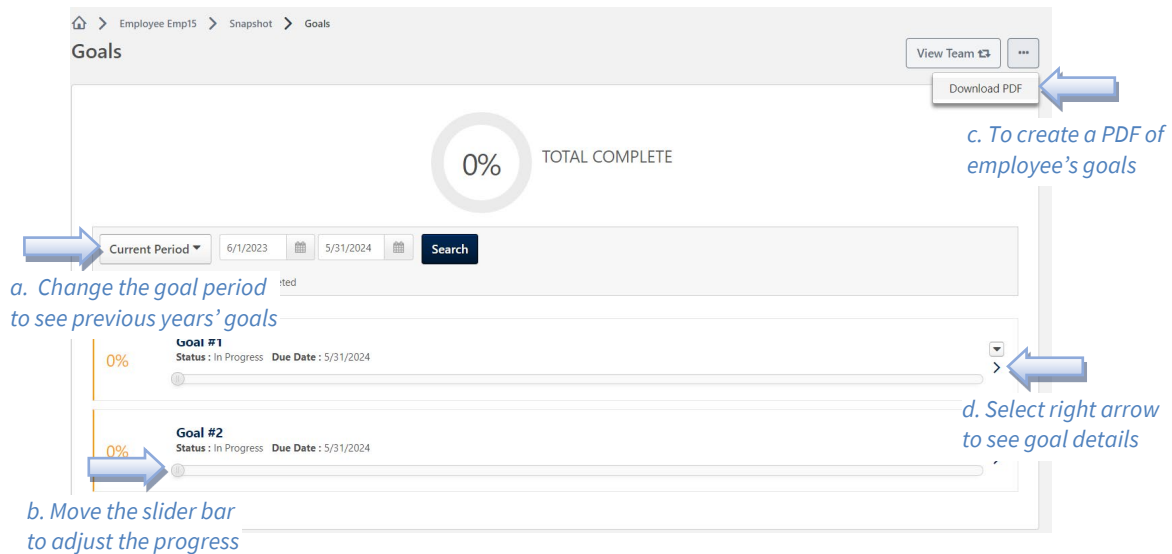 Employee Emp15 Snapshot Goals
Goals
View Team
Download PDF
c. To create a PDF of
employee's goals
0%
TOTAL COMPLETE
Current Period
6/1/2023
5/31/2024
Search
a. Change the goal period
to see previous years' goals
Goal #1
0%
Status : In Progress Due Date : 5/31/2024
d. Select right arrow
to see goal details
Goal #2
0%
Status : In Progress Due Date : 5/31/2024
b. Move the slider bar
to adjust the progress